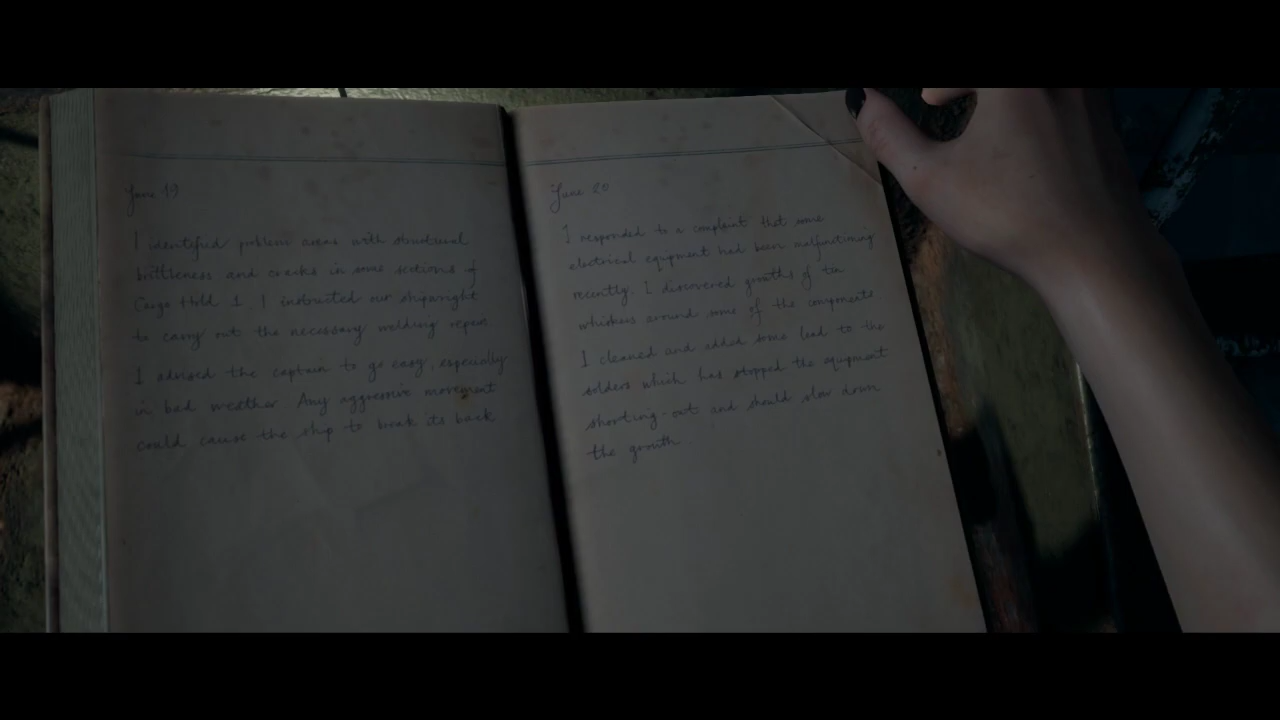 June 19
I identified problem areas with structural
brittleness and cracks in some sections of
Cargo Hold 1. I instructed our shipwright
to carry out the necessary welding repair.
I advised the captain to go easy, especially
in bad weather. Any aggressive movement
could cause the ship to break its back.
June 20
I responded to a complaint that some
electrical equipment had been malfunctioning
recently. I discovered growths of tin
whiskers around some of the components
I cleaned and added some lead to the
solders which has stopped the equipment
shorting-out and should slow down
the growth.